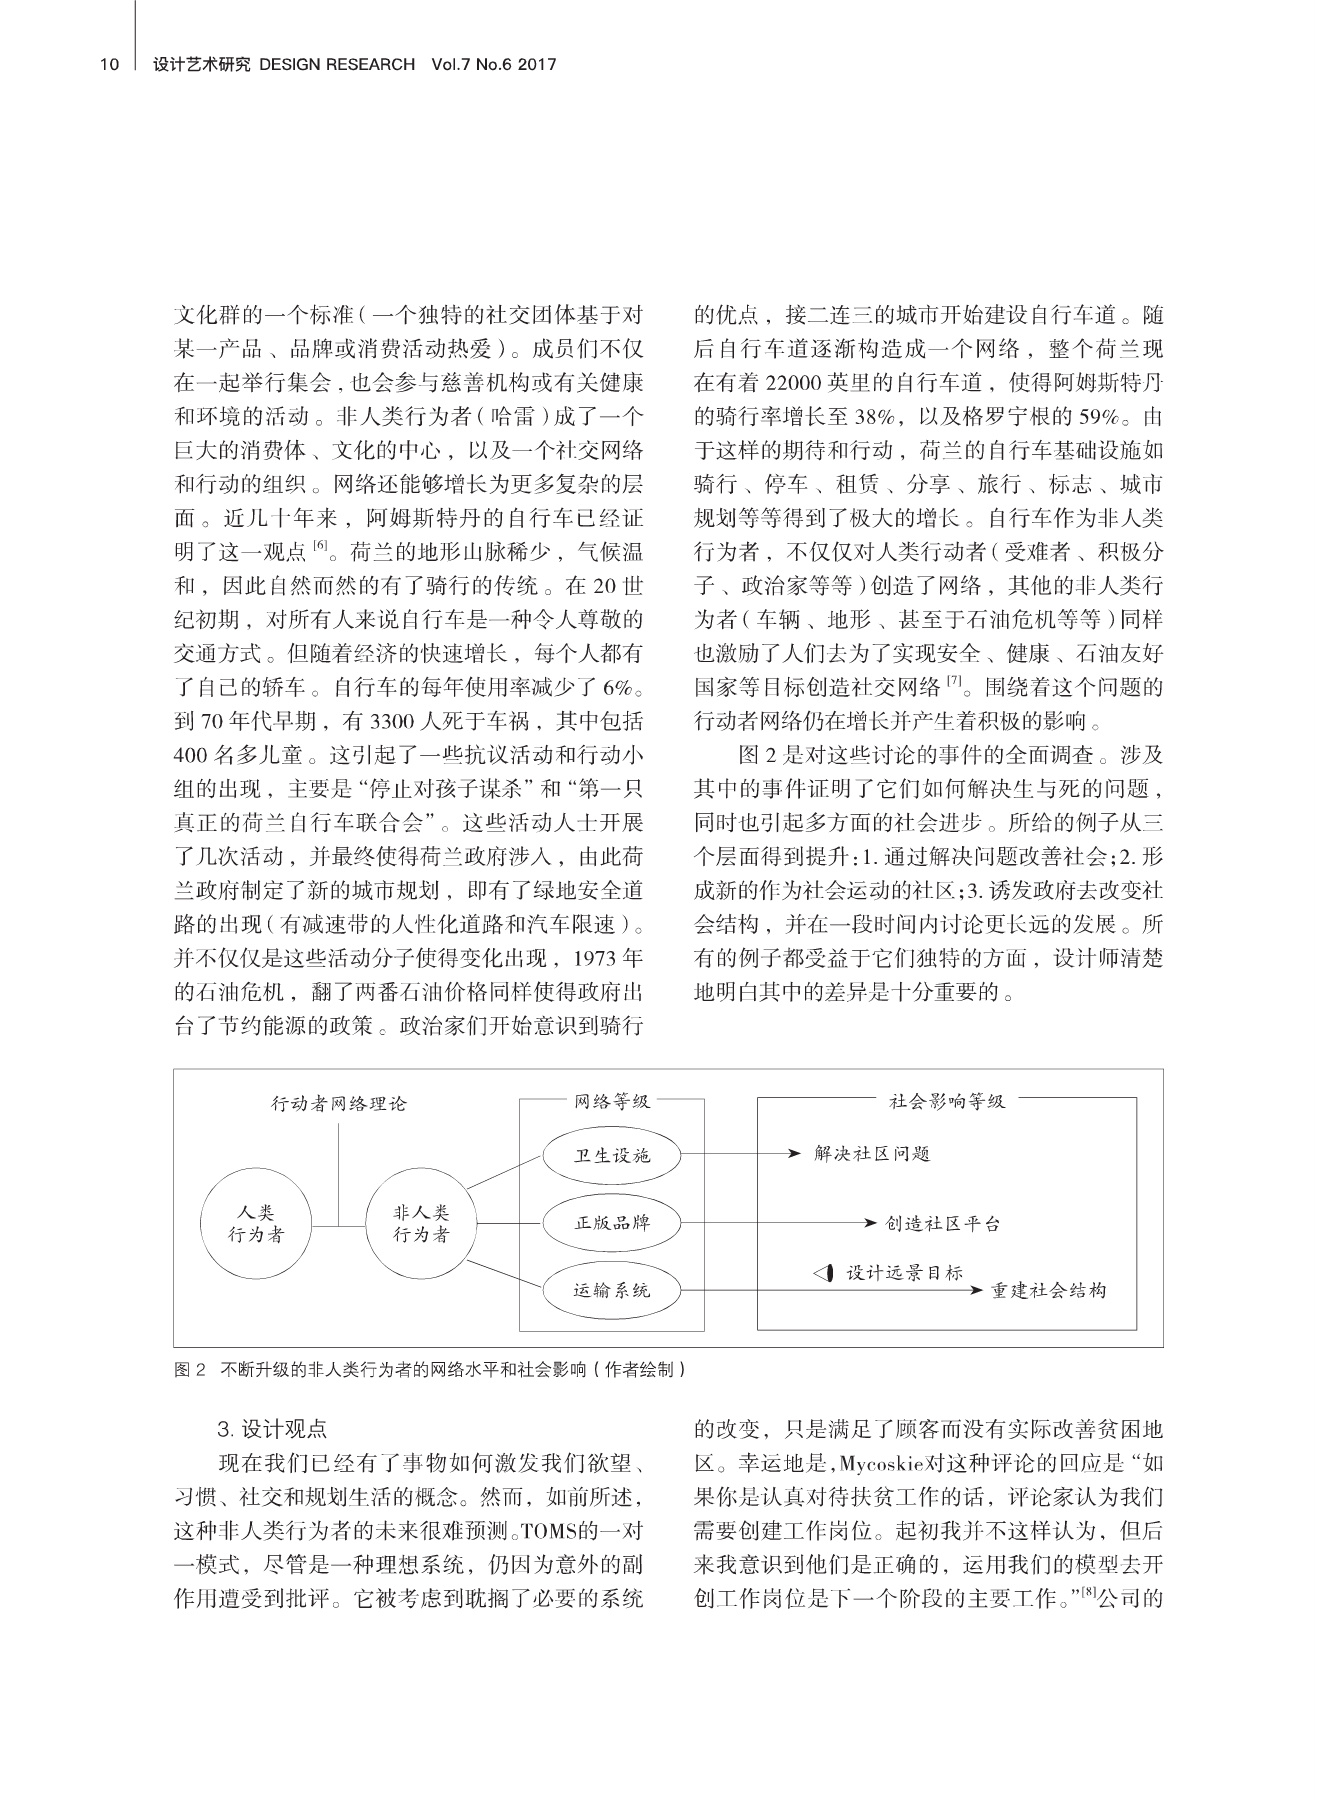 10 设计艺术研究 DESIGN RESEARCH Vol.7 No.6 2017
文化群的一个标准(一个独特的社交团体基于对
某一产品、品牌或消费活动热爱)。成员们不仅
在一起举行集会,也会参与慈善机构或有关健康
和环境的活动。非人类行为者(哈雷)成了一个
巨大的消费体、文化的中心,以及一个社交网络
和行动的组织。网络还能够增长为更多复杂的层
面。近几十年来,阿姆斯特丹的自行车已经证
明了这一观点[6]。荷兰的地形山脉稀少,气候温
和,因此自然而然的有了骑行的传统。在 20 世
纪初期,对所有人来说自行车是一种令人尊敬的
交通方式。但随着经济的快速增长,每个人都有
了自己的轿车。自行车的每年使用率减少了 6%。
到 70 年代早期,有 3300 人死于车祸,其中包括
400 名多儿童。这引起了一些抗议活动和行动小
组的出现,主要是“停止对孩子谋杀”和“第一只
真正的荷兰自行车联合会”。这些活动人士开展
了几次活动,并最终使得荷兰政府涉入,由此荷
兰政府制定了新的城市规划,即有了绿地安全道
路的出现(有减速带的人性化道路和汽车限速)。
并不仅仅是这些活动分子使得变化出现,1973 年
的石油危机,翻了两番石油价格同样使得政府出
台了节约能源的政策。政治家们开始意识到骑行
的优点,接二连三的城市开始建设自行车道。随
后自行车道逐渐构造成一个网络,整个荷兰现
在有着 22000 英里的自行车道,使得阿姆斯特丹
的骑行率增长至 38%,以及格罗宁根的 59%。由
于这样的期待和行动,荷兰的自行车基础设施如
骑行、停车、租赁、分享、旅行、标志、城市
规划等等得到了极大的增长。自行车作为非人类
行为者,不仅仅对人类行动者(受难者、积极分
子、政治家等等)创造了网络,其他的非人类行
为者(车辆、地形、甚至于石油危机等等)同样
也激励了人们去为了实现安全、健康、石油友好
国家等目标创造社交网络[7]。围绕着这个问题的
行动者网络仍在增长并产生着积极的影响。
图 2 是对这些讨论的事件的全面调查。涉及
其中的事件证明了它们如何解决生与死的问题,
同时也引起多方面的社会进步。所给的例子从三
个层面得到提升:1. 通过解决问题改善社会;2. 形
成新的作为社会运动的社区;3. 诱发政府去改变社
会结构,并在一段时间内讨论更长远的发展。所
有的例子都受益于它们独特的方面,设计师清楚
地明白其中的差异是十分重要的。
行动者网络理论
人类
行为者
非人类
行为者
网络等级
卫生设施
正版品牌
运输系统
社会影响等级
解决社区问题
创造社区平台
设计远景目标
重建社会结构
图 2 不断升级的非人类行为者的网络水平和社会影响(作者绘制)
3. 设计观点
现在我们已经有了事物如何激发我们欲望、
习惯、社交和规划生活的概念。然而,如前所述,
这种非人类行为者的未来很难预测。TOMS的一对
一模式,尽管是一种理想系统,仍因为意外的副
作用遭受到批评。它被考虑到耽搁了必要的系统
的改变,只是满足了顾客而没有实际改善贫困地
区。幸运地是,Mycoskie对这种评论的回应是“如
果你是认真对待扶贫工作的话,评论家认为我们
需要创建工作岗位。起初我并不这样认为,但后
来我意识到他们是正确的,运用我们的模型去开
创工作岗位是下一个阶段的主要工作。”[8]公司的